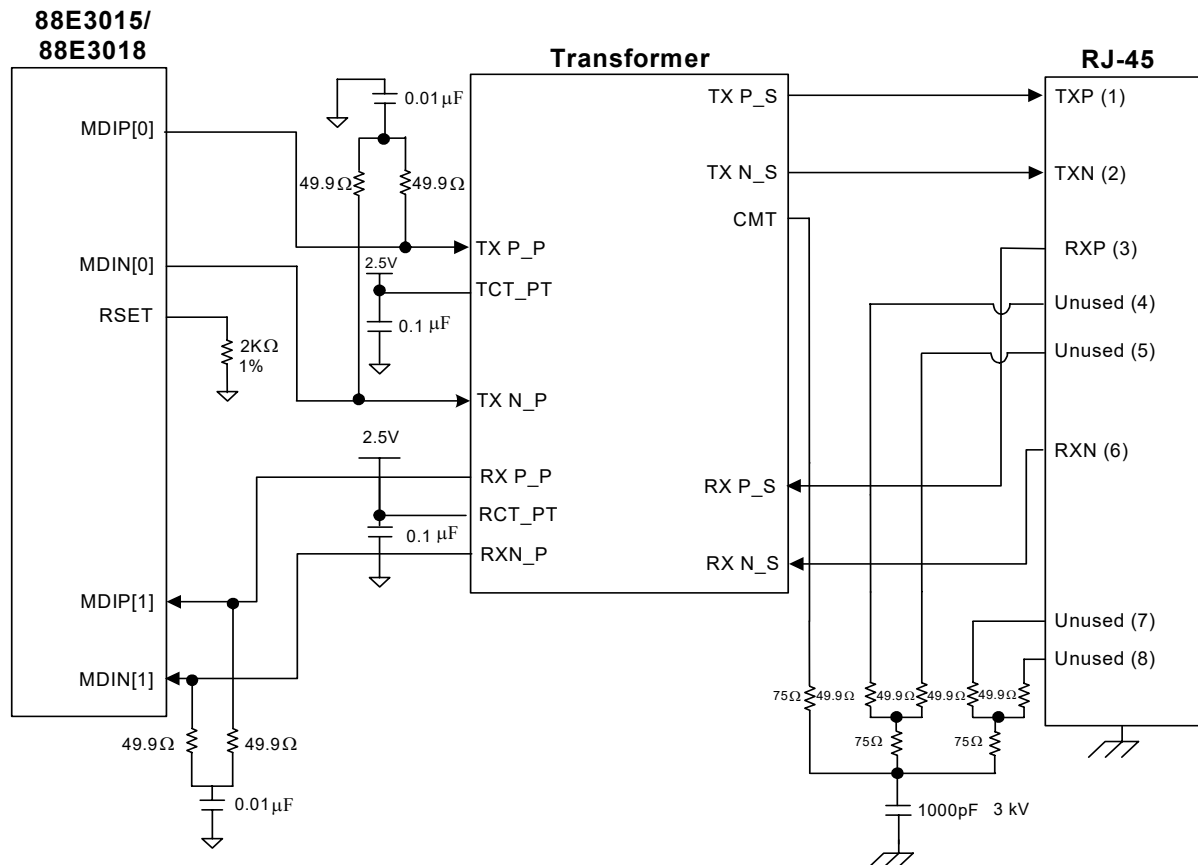 88E3015/
88E3018
Transformer
RJ-45
MDIP[0]
MDIN[0]
RSET
MDIP[1]
MDIN[1]
0.01μF
49.9Ω
49.9Ω
2.5V
0.1 μF
2KΩ
1%
2.5V
0.1 μF
49.9Ω
49.9Ω
0.01μF
TX P_P
TCT_PT
TX N_P
RX P_P
RCT_PT
RXN_P
TX P_S
TX N_S
CMT
RX P_S
RX N_S
TXP (1)
TXN (2)
RXP (3)
Unused (4)
Unused (5)
RXN (6)
Unused (7)
Unused (8)
75Ω
49.9Ω
49.9Ω
49.9Ω
49.9Ω
75Ω
75Ω
1000pF 3 kV